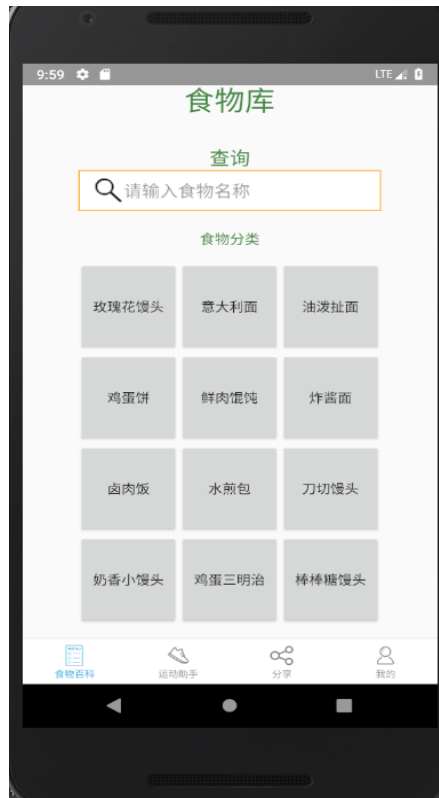 9:59 LTE
食物库
查询
请输入食物名称
食物分类
玫瑰花馒头 意大利面 油泼扯面
鸡蛋饼 鲜肉馄饨 炸酱面
卤肉饭 水煎包 刀切馒头
奶香小馒头 鸡蛋三明治 棒棒糖馒头
食物百科 运动助手 分享 我的